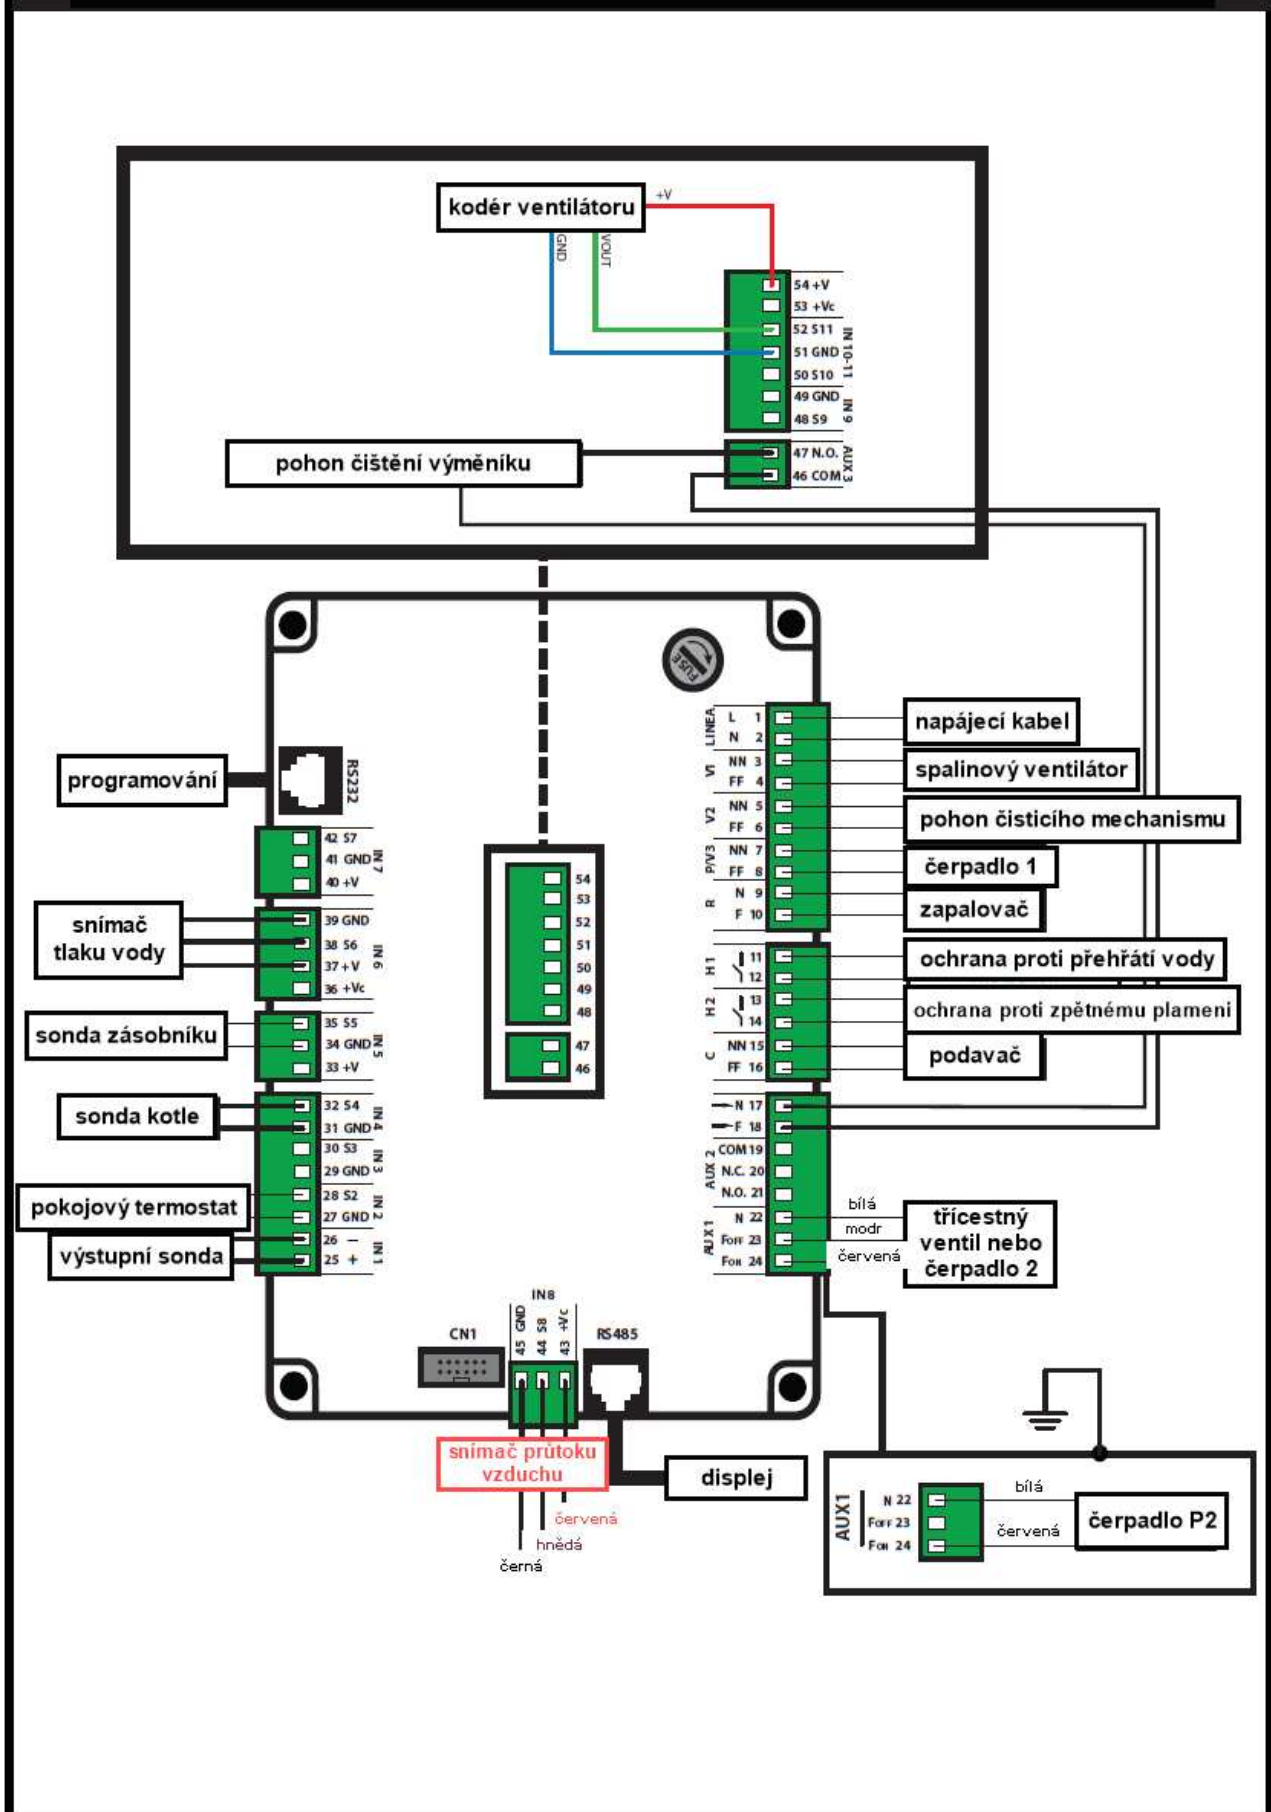 kodér ventilátoru
+V
GND
VOUT
54 +V
53 +Vc
52 S11
51 GND
50 S10
49 GND
48 S9
IN 10-11
IN 9
47 N.O.
46 COM
AUX 3
pohon čištění výměníku
FUSE
programování
RS232
42 S7
41 GND
40 +V
IN 7
snímač
tlaku vody
39 GND
38 S6
37 +V
36 +Vc
IN 6
sonda zásobníku
35 S5
34 GND
33 +V
IN 5
sonda kotle
32 S4
31 GND
IN 4
30 S3
29 GND
IN 3
pokojový termostat
28 S2
27 GND
IN 2
výstupní sonda
26 –
25 +
IN 1
54
53
52
51
50
49
48
47
46
LINEA
L 1
N 2
napájecí kabel
V1
NN 3
FF 4
spalinový ventilátor
V2
NN 5
FF 6
pohon čisticího mechanismu
P/V3
NN 7
FF 8
čerpadlo 1
R
N 9
F 10
zapalovač
H1
11
12
ochrana proti přehřátí vody
H2
13
14
ochrana proti zpětnému plameni
C
NN 15
FF 16
podavač
N 17
F 18
AUX 2
COM 19
N.C. 20
N.O. 21
AUX1
N 22
FOFF 23
FON 24
bílá
modr
červená
třícestný
ventil nebo
čerpadlo 2
CN1
IN8
45 GND
44 S8
43 +Vc
RS485
snímač průtoku
vzduchu
displej
červená
hnědá
černá
AUX1
N 22
FOFF 23
FON 24
bílá
červená
čerpadlo P2